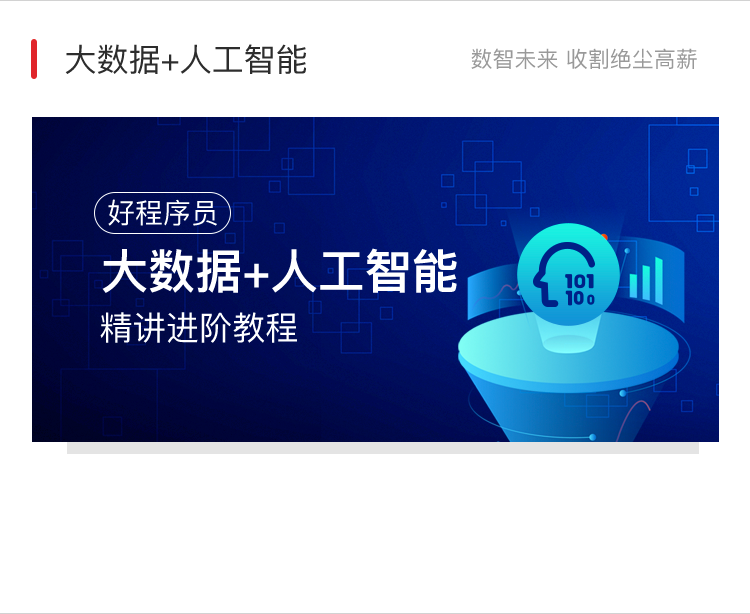 大数据+人工智能
数智未来 收割绝尘高薪
好程序员
大数据+人工智能
精讲进阶教程
101
100